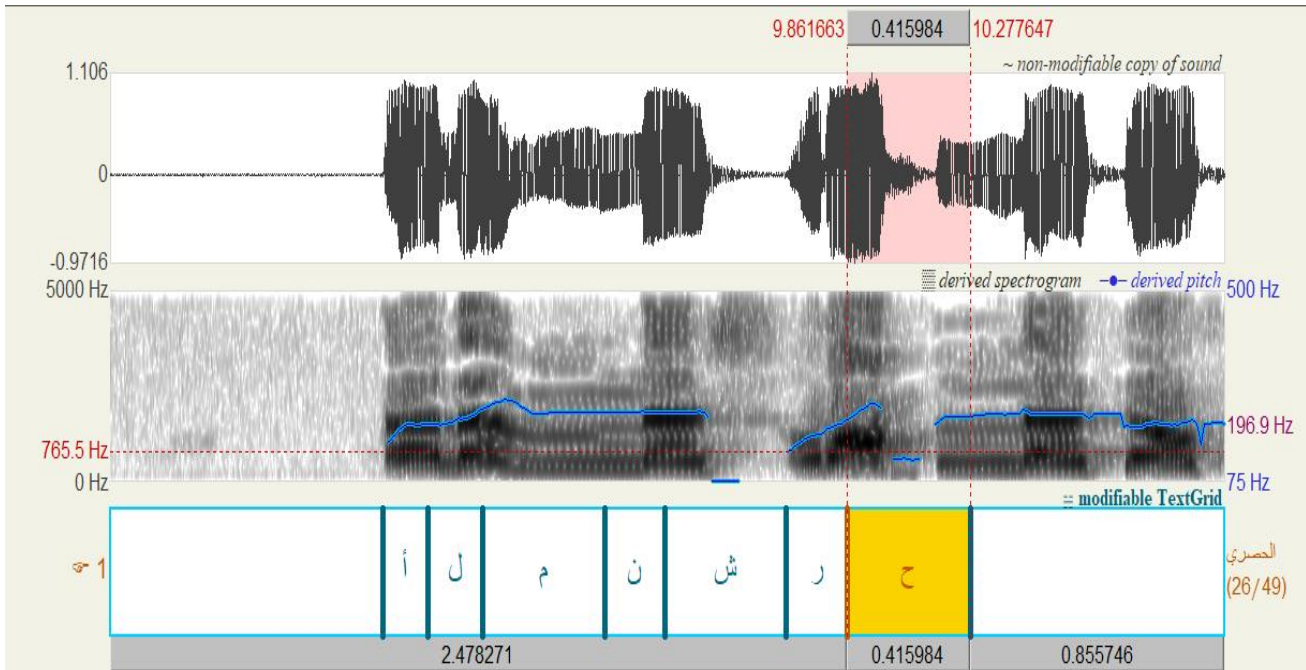 9.861663 0.415984 10.277647
~ non-modifiable copy of sound
1.106
0
-0.9716
derived spectrogram derived pitch
5000 Hz 500 Hz
765.5 Hz 196.9 Hz
0 Hz 75 Hz
modifiable TextGrid
1 أ ل م ن ش ر ح الحصري
(26/49)
2.478271 0.415984 0.855746